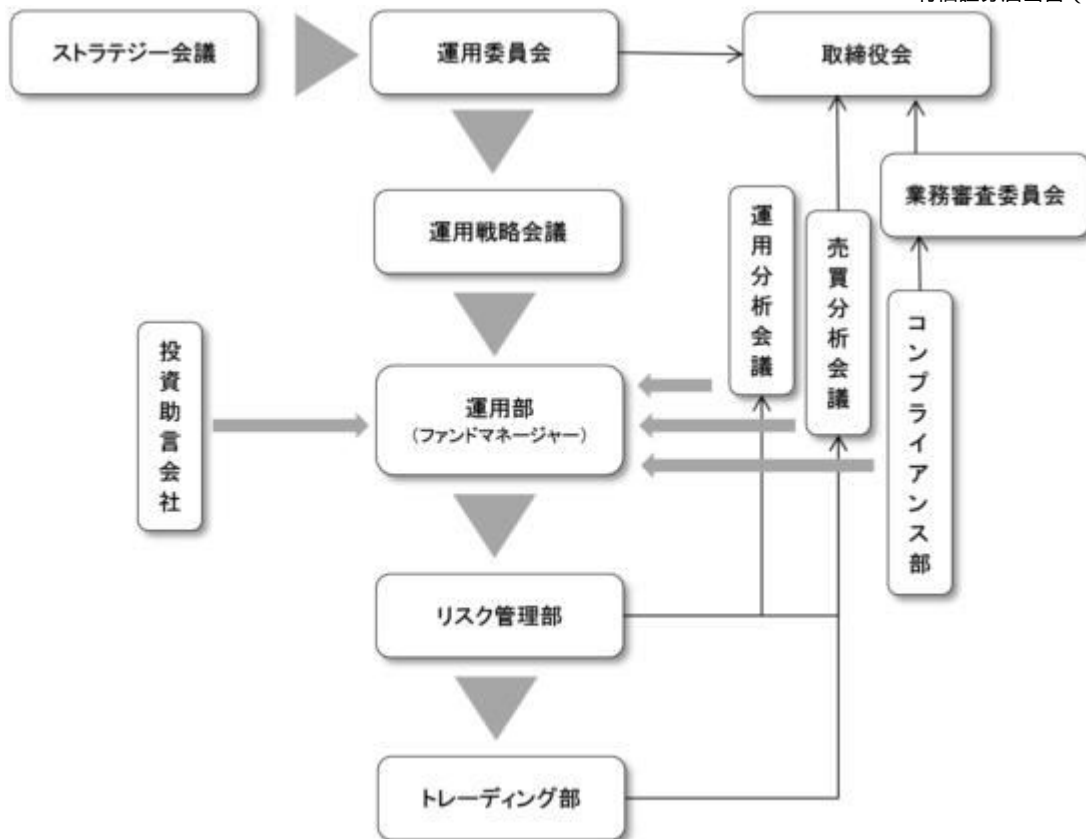 ストラテジー会議
運用委員会
取締役会
業務審査委員会
運用戦略会議
運用分析会議
売買分析会議
コンプライアンス部
投資助言会社
運用部
(ファンドマネージャー)
リスク管理部
トレーディング部